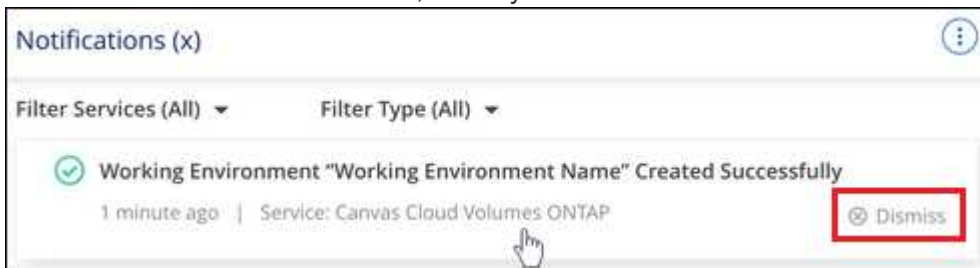 Notifications (x)
Filter Services (All) Filter Type (All)
Working Environment “Working Environment Name” Created Successfully
1 minute ago | Service: Canvas Cloud Volumes ONTAP Dismiss